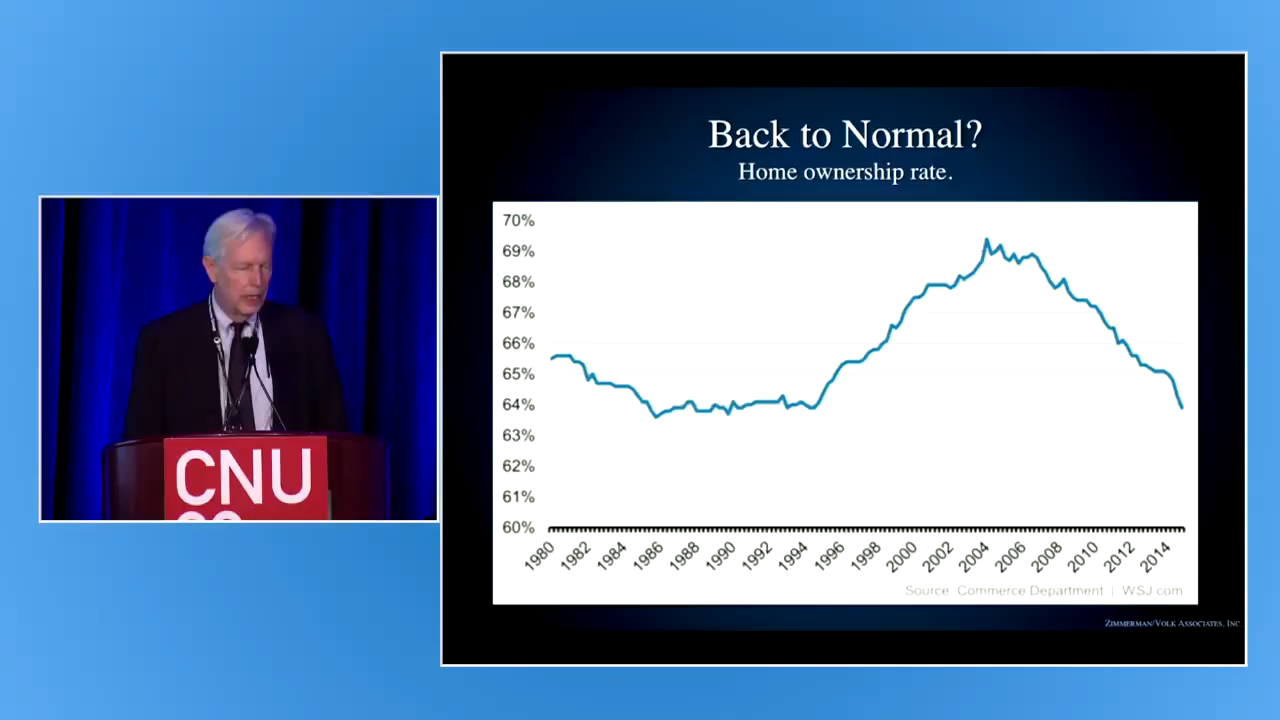 CNU
Back to Normal?
Home ownership rate.
70%
69%
68%
67%
66%
65%
64%
63%
62%
61%
60%
1980 1982 1984 1986 1988 1990 1992 1994 1996 1998 2000 2002 2004 2006 2008 2010 2012 2014
Source: Commerce Department | WSJ.com
ZIMMERMAN/VOLK ASSOCIATES, INC